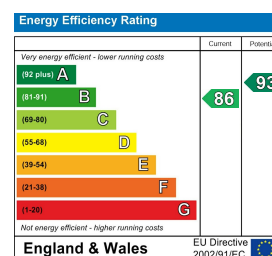 Energy Efficiency Rating
Current
Very energy efficient - lower running costs
(92 plus) A
(81-91) B
(69-80) C
(55-68) D
(39-54) E
(21-38) F
(1-20) G
86
93
Not energy efficient - higher running costs
England & Wales
EU Directive
2002/91/EC